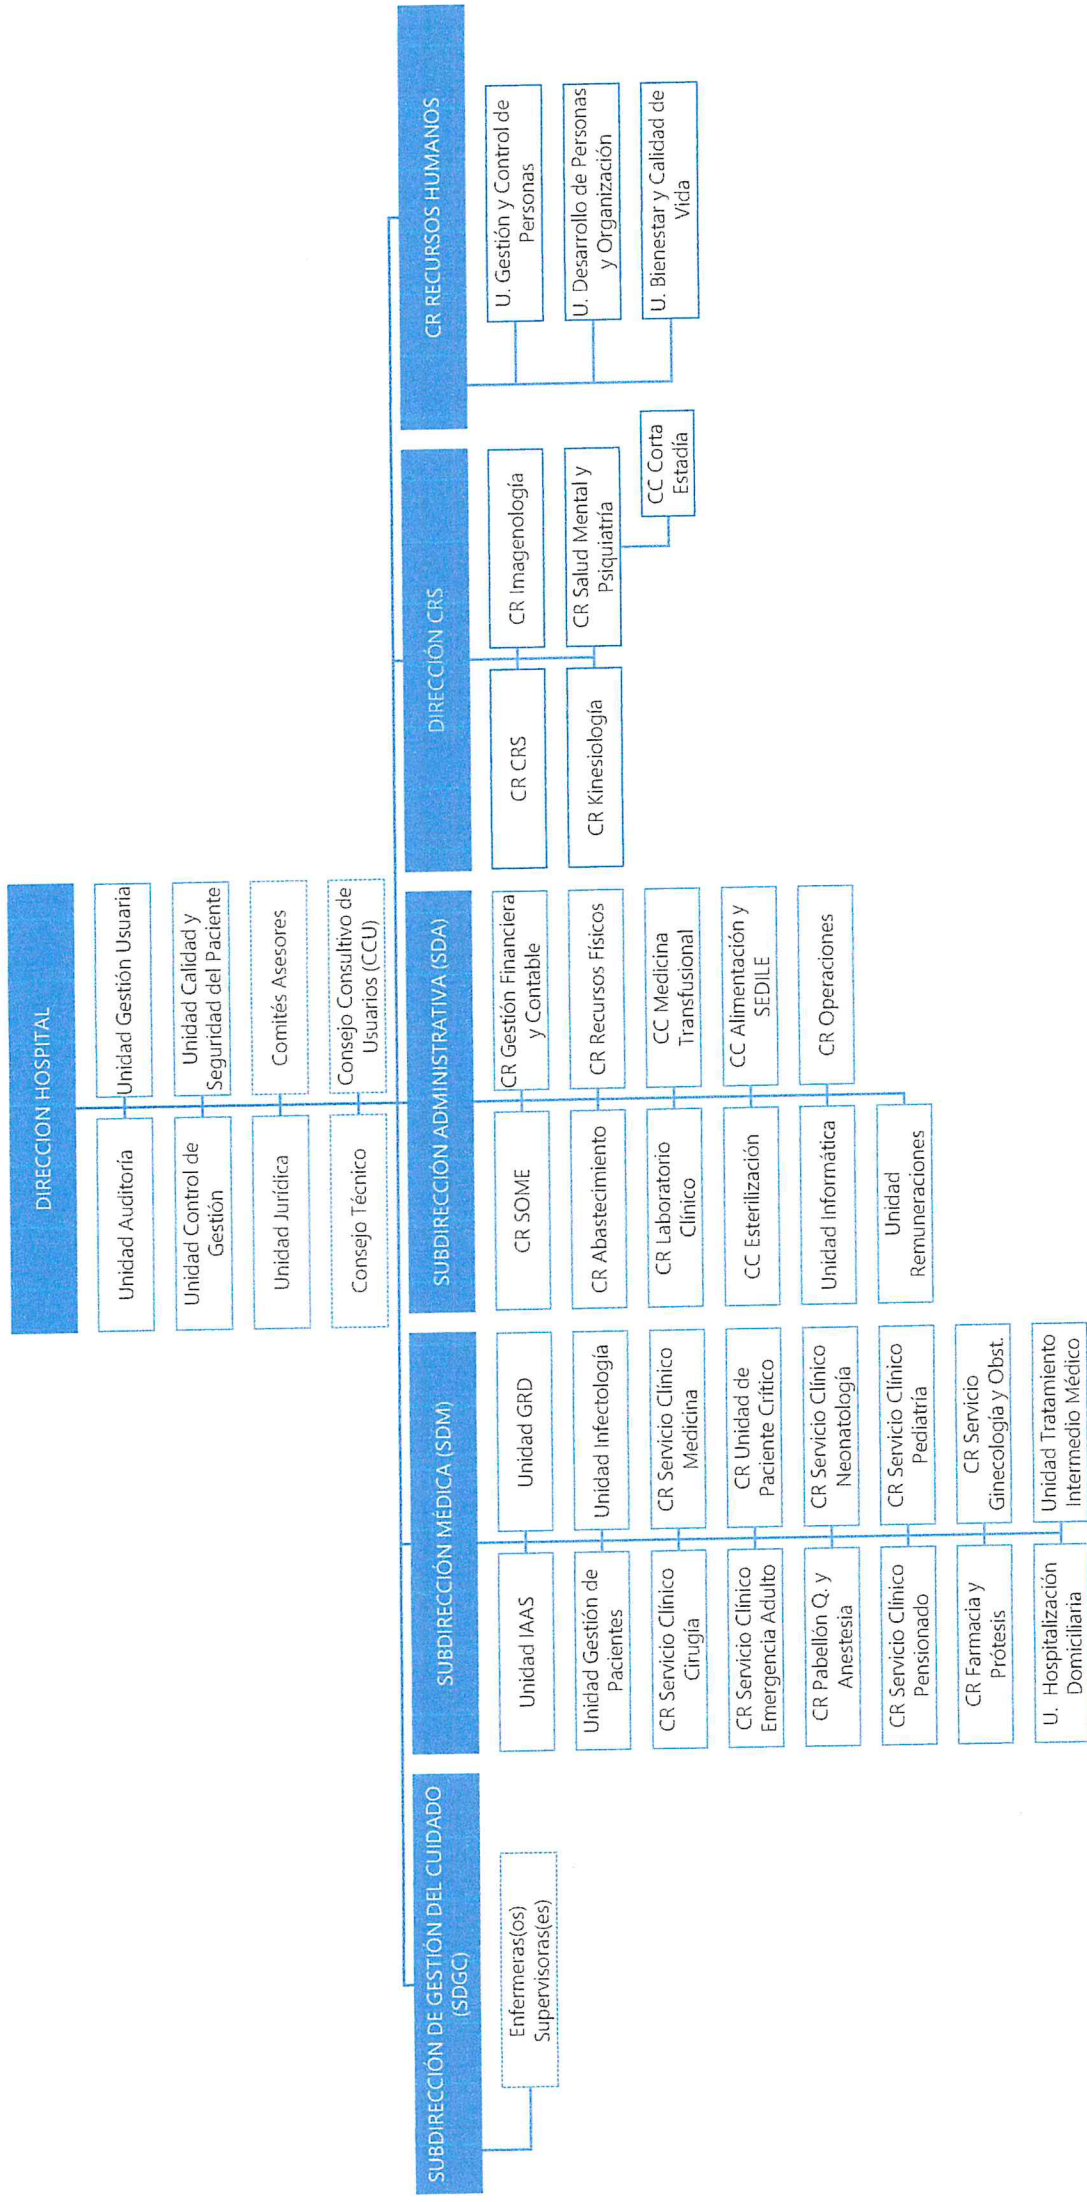 DIRECCION HOSPITAL
Unidad Auditoría
Unidad Gestión Usuaria
Unidad Control de
Gestión
Unidad Calidad y
Seguridad del Paciente
Unidad Jurídica
Comités Asesores
Consejo Técnico
Consejo Consultivo de
Usuarios (CCU)
SUBDIRECCIÓN DE GESTIÓN DEL CUIDADO
(SDGC)
Enfermeras(os)
Supervisoras(es)
SUBDIRECCIÓN MÉDICA (SDM)
Unidad IAAS
Unidad GRD
Unidad Gestión de
Pacientes
Unidad Infectología
CR Servicio Clínico
Cirugía
CR Servicio Clínico
Medicina
CR Servicio Clínico
Emergencia Adulto
CR Unidad de
Paciente Crítico
CR Pabellón Q. y
Anestesia
CR Servicio Clínico
Neonatología
CR Servicio Clínico
Pensionado
CR Servicio Clínico
Pediatría
CR Farmacia y
Prótesis
CR Servicio
Ginecología y Obst.
U. Hospitalización
Domiciliaria
Unidad Tratamiento
Intermedio Médico
SUBDIRECCIÓN ADMINISTRATIVA (SDA)
CR SOME
CR Gestión Financiera
y Contable
CR Abastecimiento
CR Recursos Físicos
CR Laboratorio
Clínico
CC Medicina
Transfusional
CC Esterilización
CC Alimentación y
SEDILE
Unidad Informática
CR Operaciones
Unidad
Remuneraciones
DIRECCIÓN CRS
CR CRS
CR Imagenología
CR Kinesiología
CR Salud Mental y
Psiquiatría
CC Corta
Estadía
CR RECURSOS HUMANOS
U. Gestión y Control de
Personas
U. Desarrollo de Personas
y Organización
U. Bienestar y Calidad de
Vida